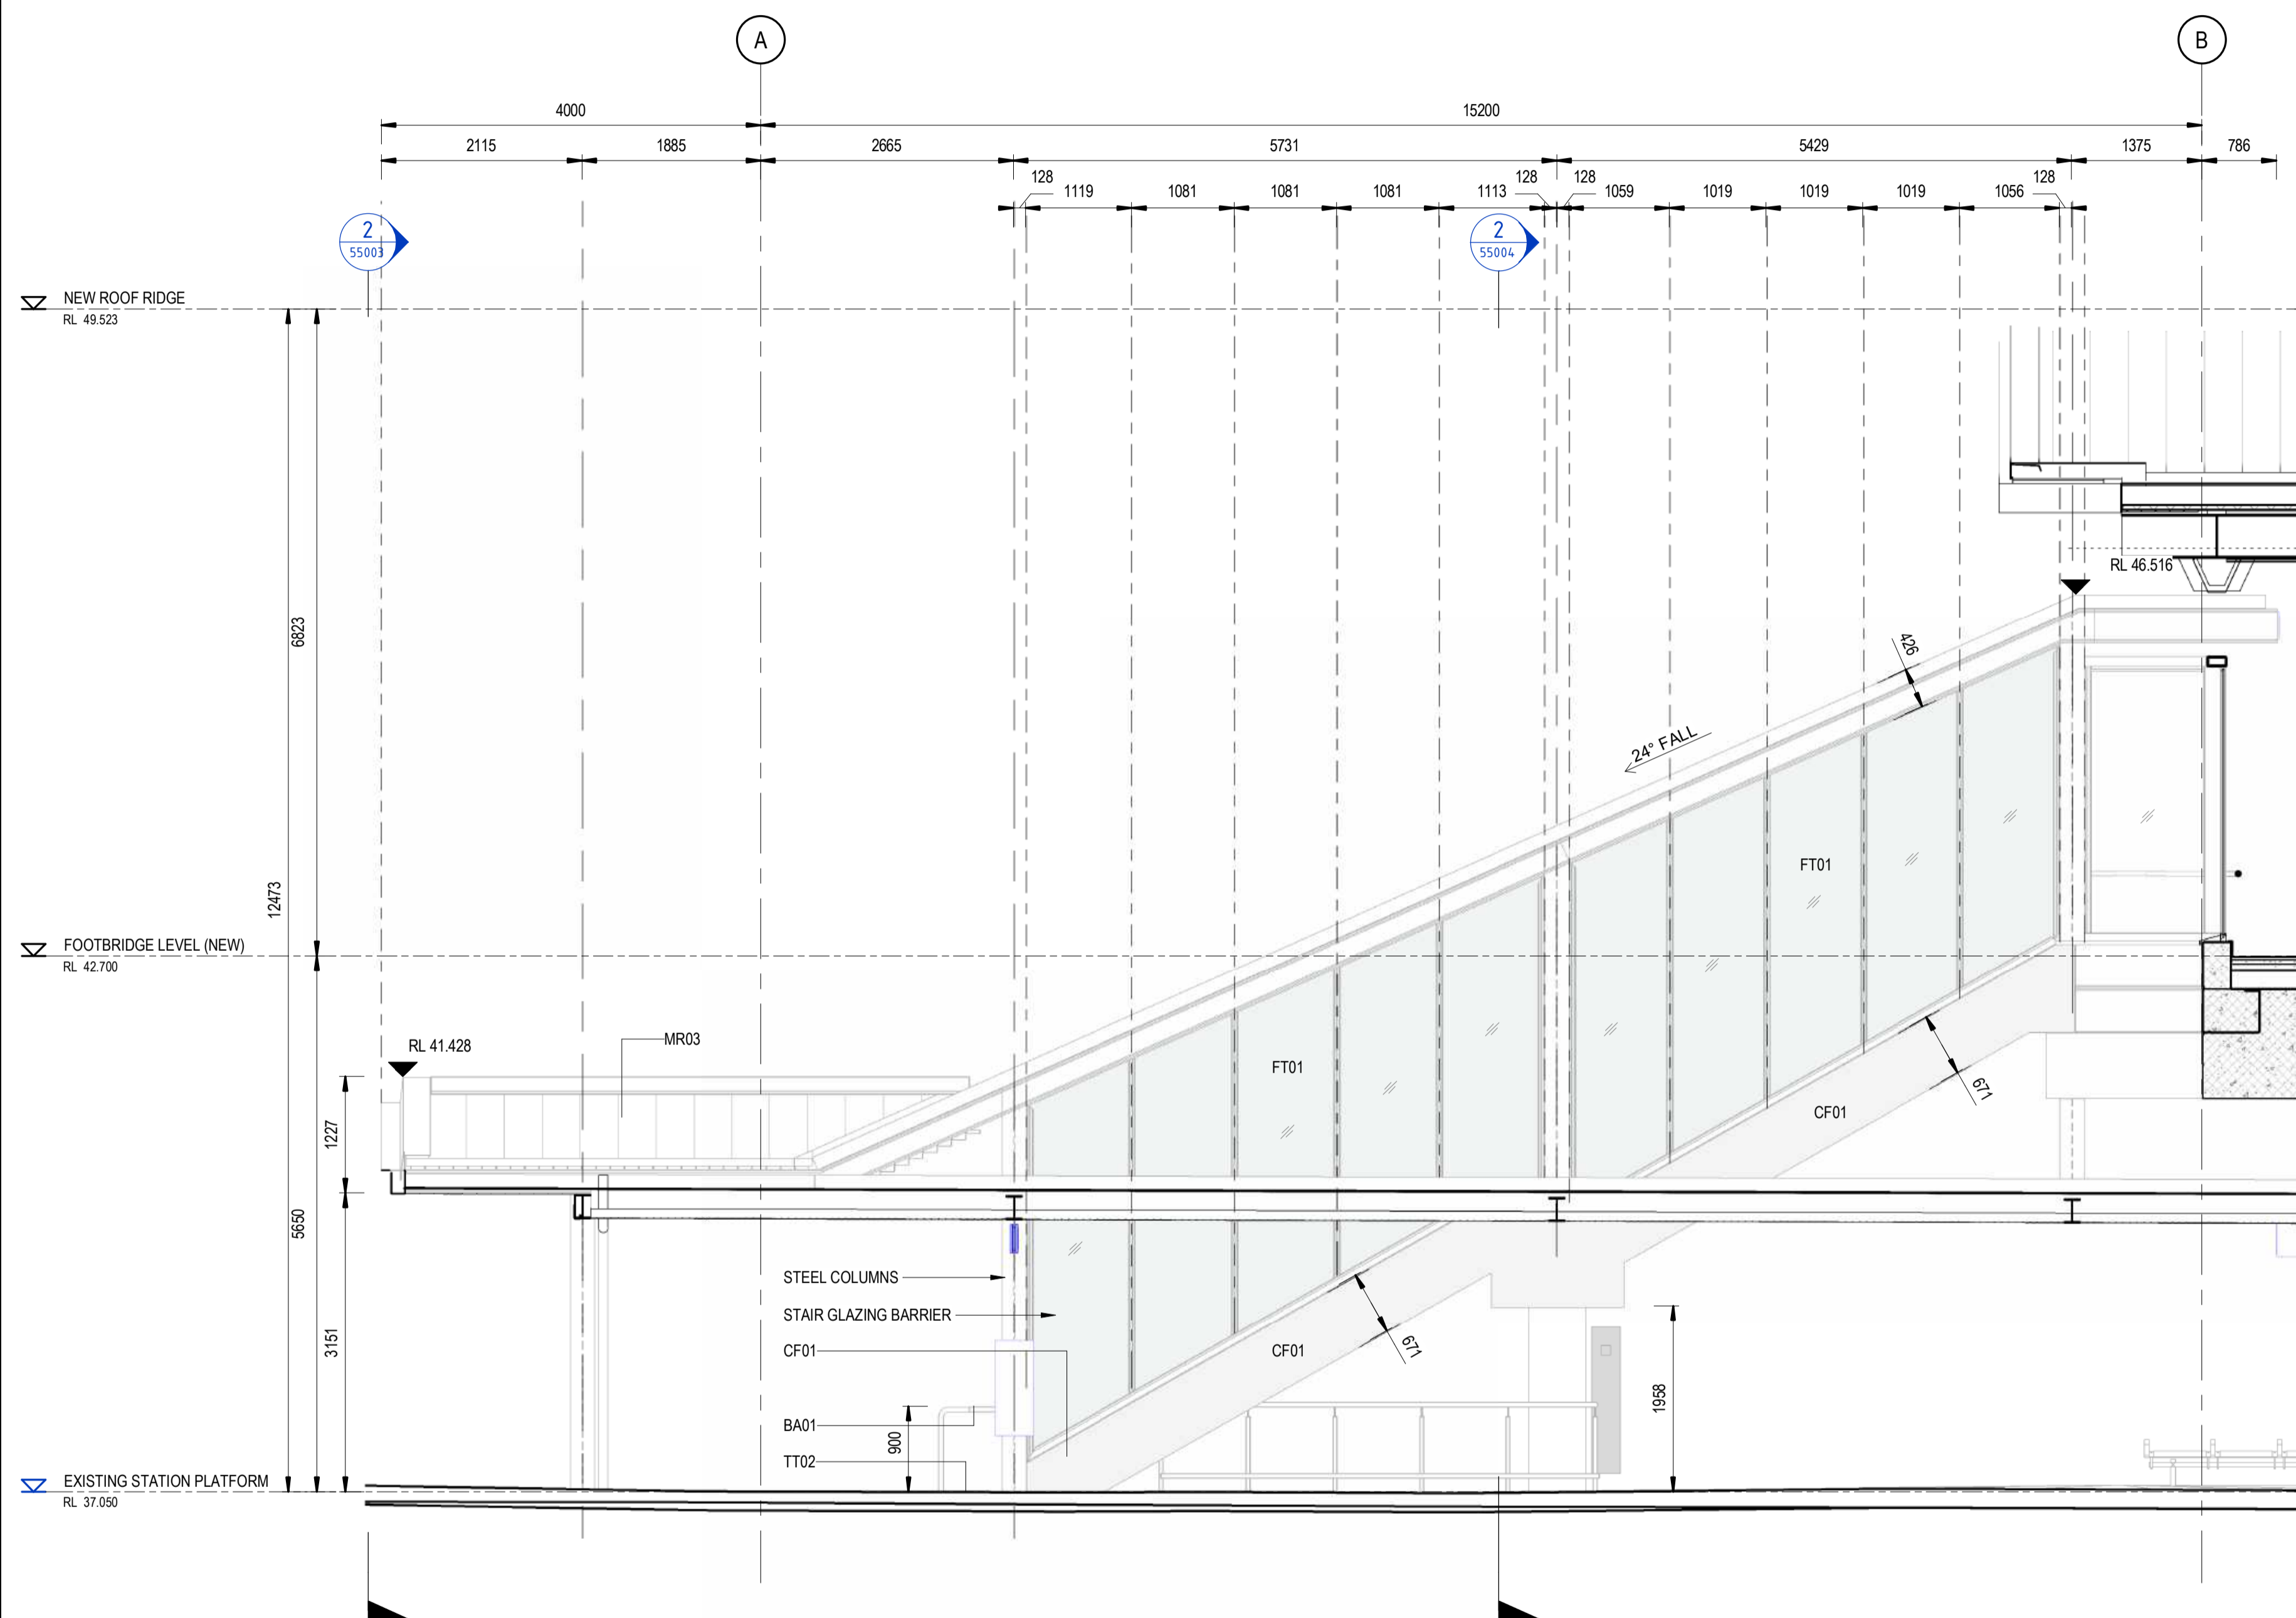 A
B
4000
15200
2115
1885
2665
5731
5429
1375
786
128
1119
1081
1081
1081
1113
128
128
1059
1019
1019
1019
1056
128
2
55003
2
55004
NEW ROOF RIDGE
RL 49.523
RL 46.516
6823
426
24° FALL
FT01
12473
FOOTBRIDGE LEVEL (NEW)
RL 42.700
RL 41.428
MR03
FT01
671
CF01
1227
5650
STEEL COLUMNS
STAIR GLAZING BARRIER
3151
CF01
CF01
671
1958
BA01
900
TT02
EXISTING STATION PLATFORM
RL 37.050